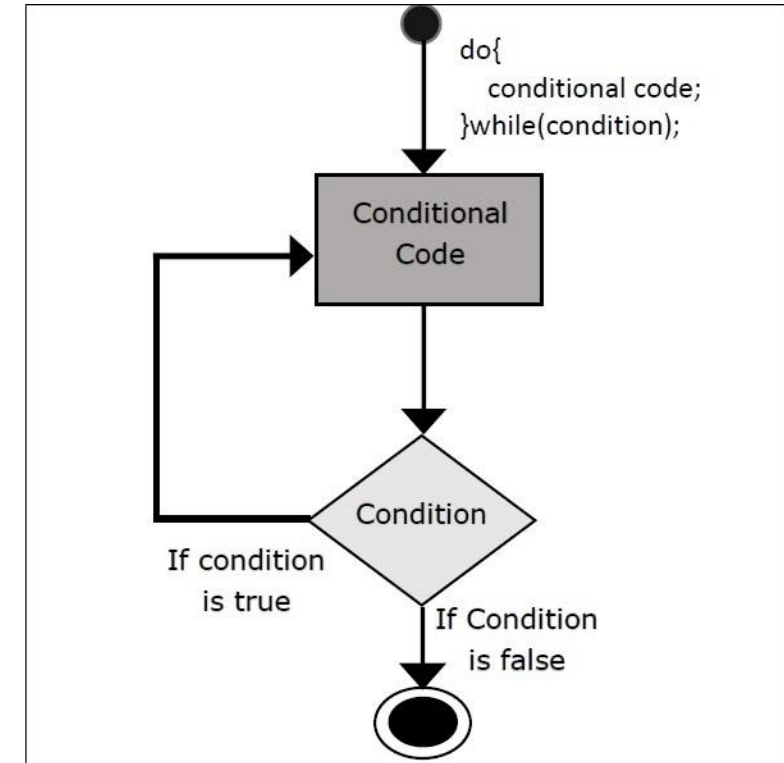 do{
conditional code;
}while(condition);
Conditional
Code
Condition
If condition
is true
If Condition
is false